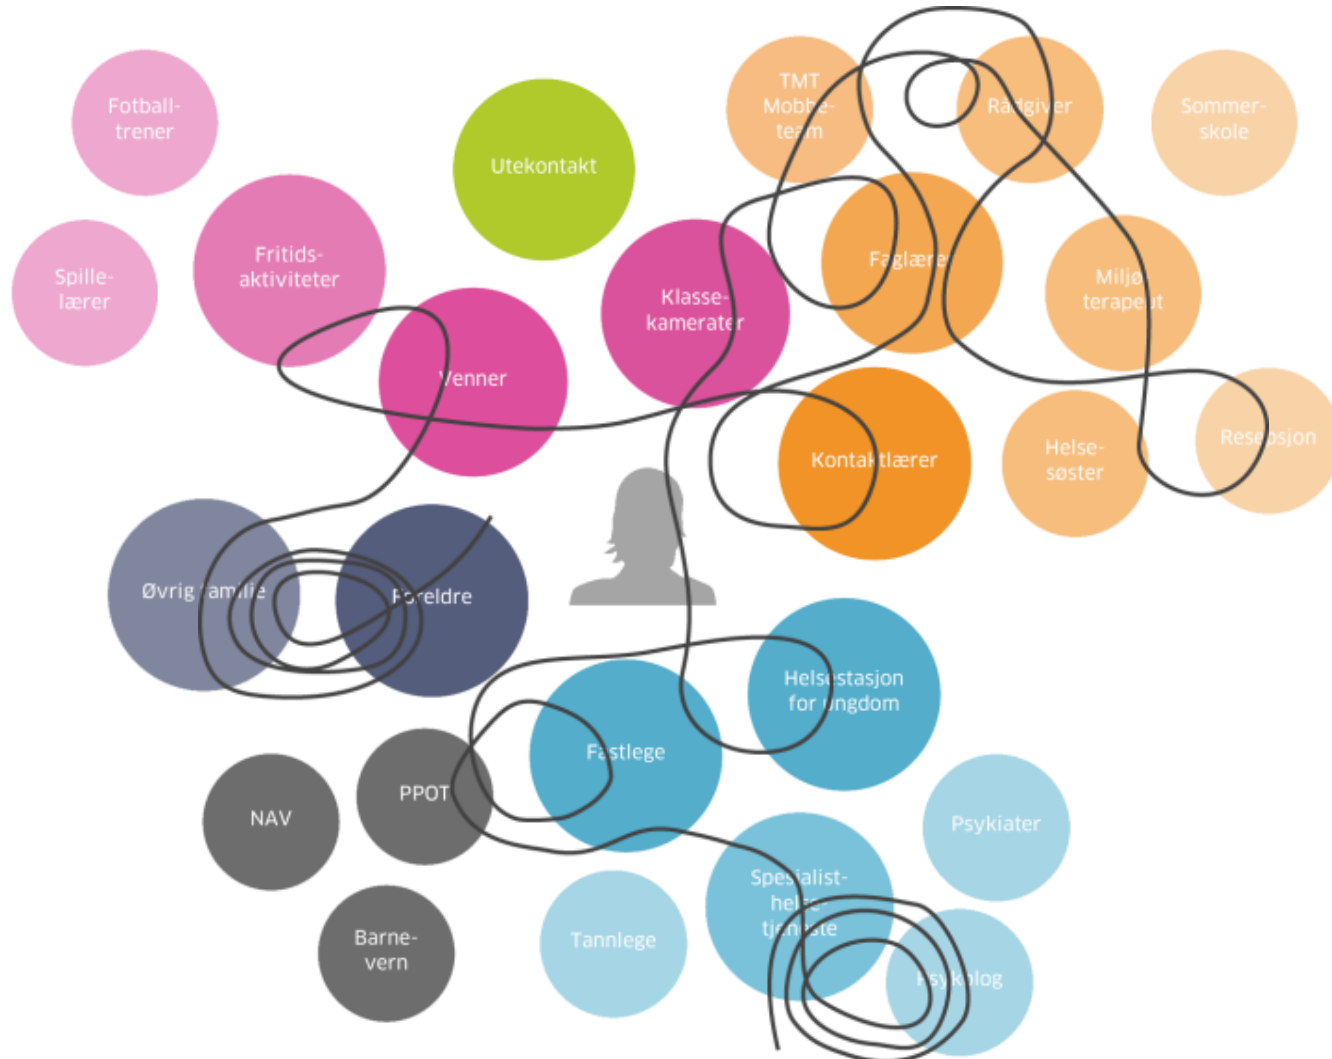 Fotball-
trener
TMT
Mobbe-
team
Rådgiver
Sommer-
skole
Utekontakt
Fritids-
aktiviteter
Spille-
lærer
Klasse-
kamerater
Faglærer
Miljø-
terapeut
Venner
Kontaktlærer
Helse-
søster
Resepsjon
Øvrig familie
Foreldre
Helsestasjon
for ungdom
Fastlege
NAV
PPOT
Psykiater
Spesialist-
helse-
tjeneste
Barne-
vern
Tannlege
Psykolog